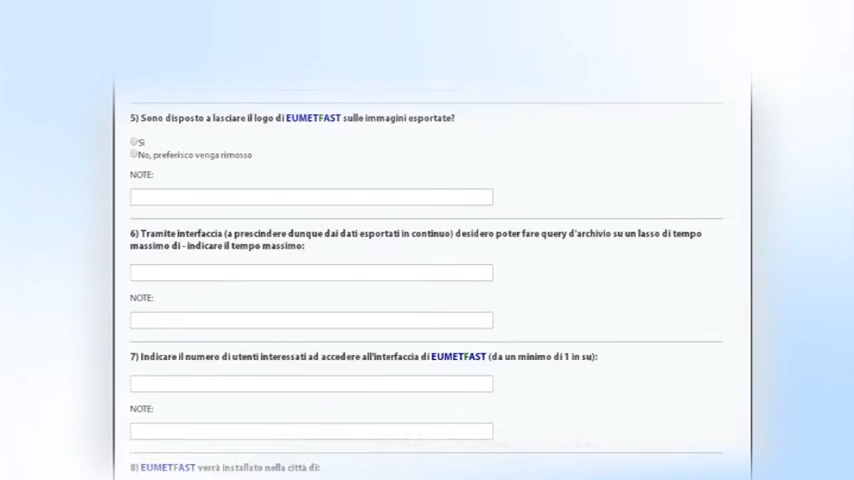 5) Sono disposto a lasciare il logo di EUMETFAST sulle immagini esportate?
Sì
No, preferisco venga rimosso
NOTE:
6) Tramite interfaccia (a prescindere dunque dai dati esportati in continuo) desidero poter fare query d'archivio su un lasso di tempo
massimo di - indicare il tempo massimo:
NOTE:
7) Indicare il numero di utenti interessati ad accedere all'interfaccia di EUMETFAST (da un minimo di 1 in su):
NOTE:
8) EUMETFAST verrà installato nella città di: